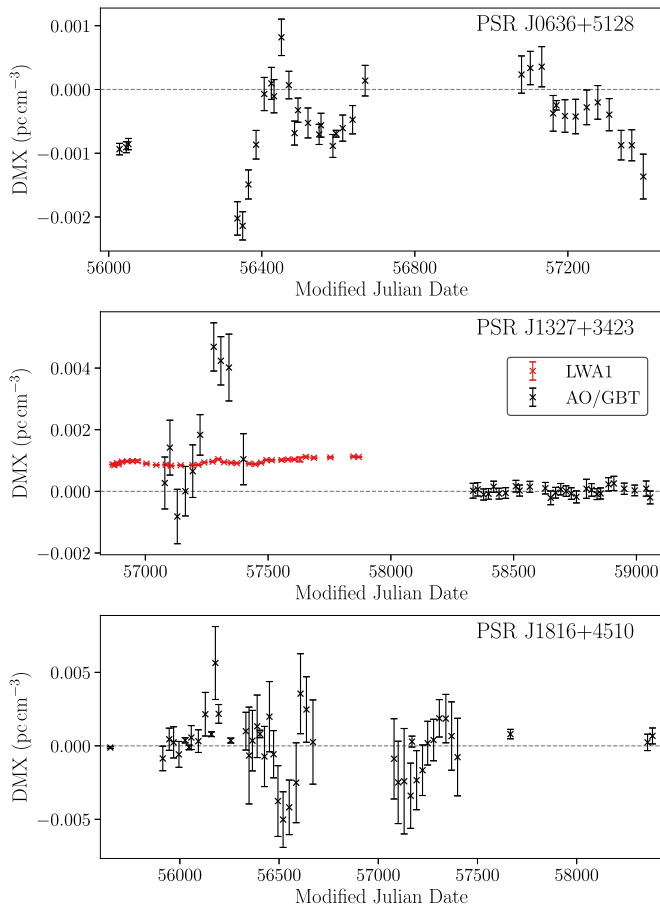 PSR J0636+5128
0.001
0.000
−0.001
−0.002
DMX (pc cm⁻³)
56000 56400 56800 57200
Modified Julian Date
PSR J1327+3423
LWA1
AO/GBT
0.004
0.002
0.000
−0.002
DMX (pc cm⁻³)
57000 57500 58000 58500 59000
Modified Julian Date
PSR J1816+4510
0.005
0.000
−0.005
DMX (pc cm⁻³)
56000 56500 57000 57500 58000
Modified Julian Date